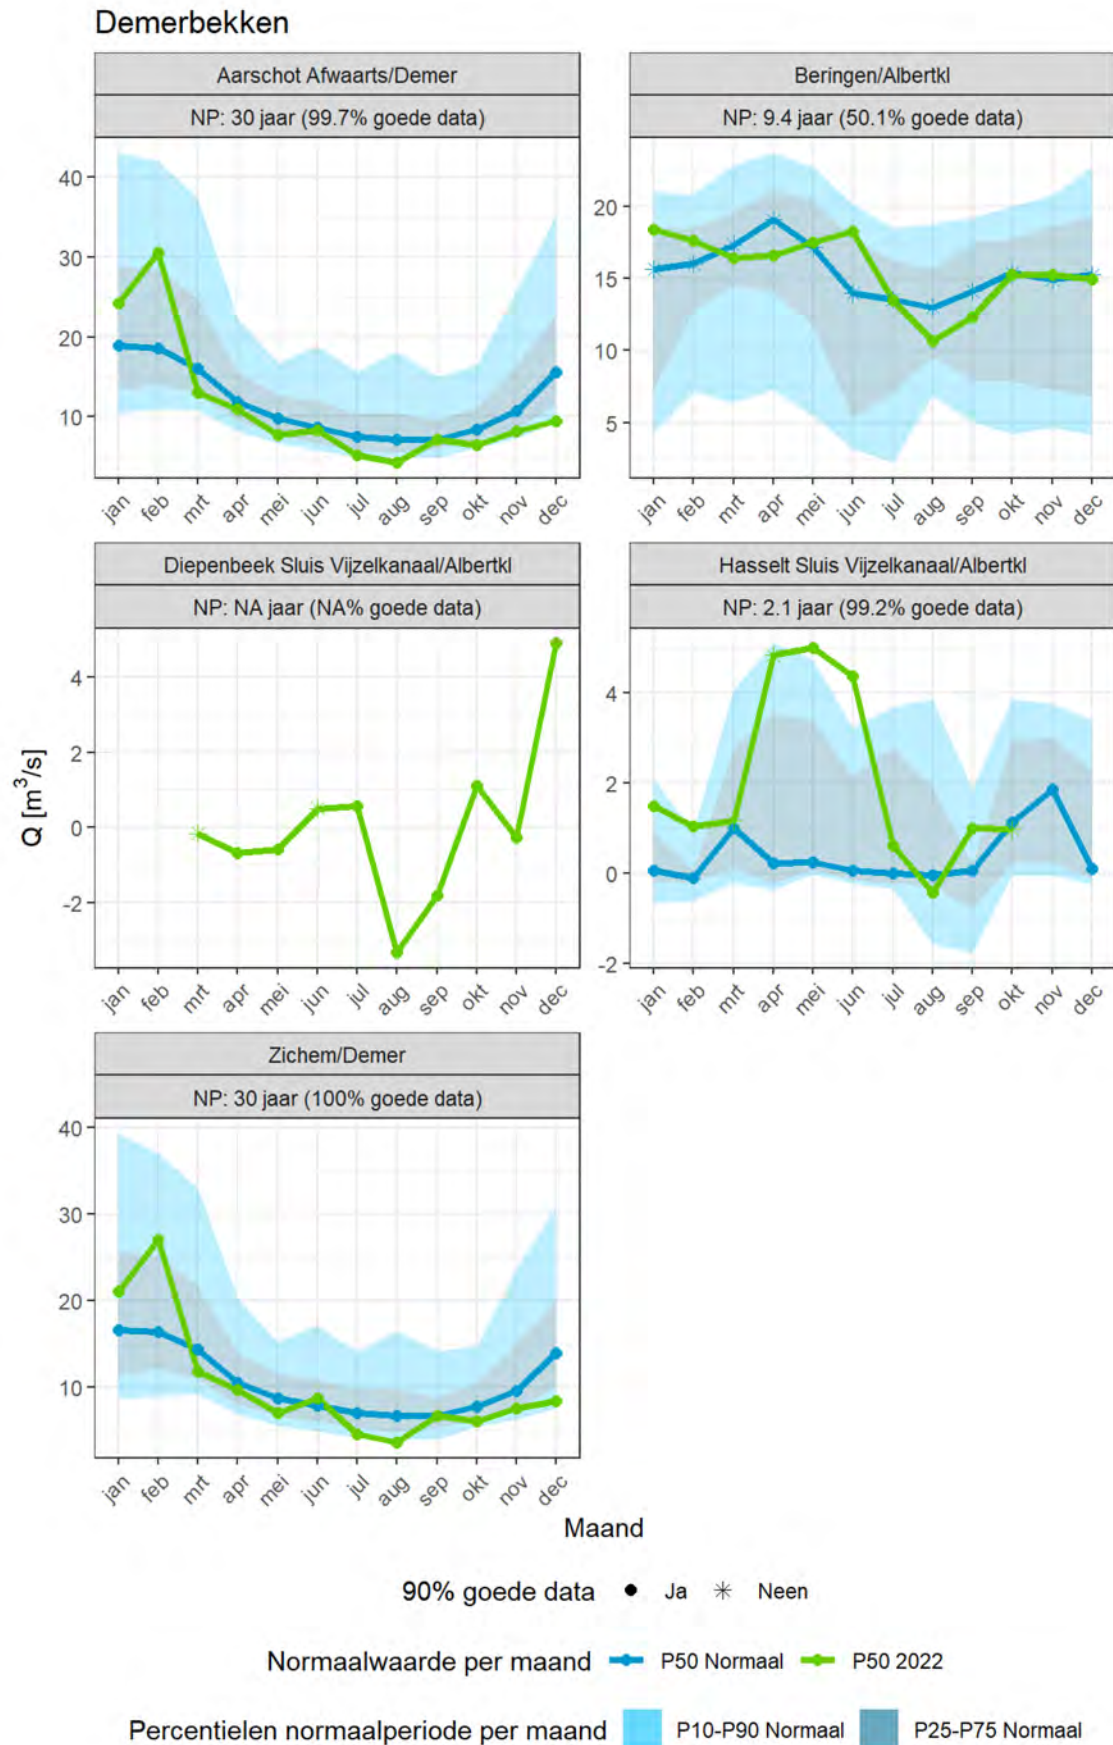 Demerbekken
Aarschot Afwaarts/Demer
NP: 30 jaar (99.7% goede data)
40
30
20
10
jan feb mrt apr mei jun jul aug sep okt nov dec
Beringen/Albertkl
NP: 9.4 jaar (50.1% goede data)
20
15
10
5
jan feb mrt apr mei jun jul aug sep okt nov dec
Diepenbeek Sluis Vijzelkanaal/Albertkl
NP: NA jaar (NA% goede data)
4
2
0
-2
jan feb mrt apr mei jun jul aug sep okt nov dec
Hasselt Sluis Vijzelkanaal/Albertkl
NP: 2.1 jaar (99.2% goede data)
4
2
0
-2
jan feb mrt apr mei jun jul aug sep okt nov dec
Q [m³/s]
Zichem/Demer
NP: 30 jaar (100% goede data)
40
30
20
10
jan feb mrt apr mei jun jul aug sep okt nov dec
Maand
90% goede data Ja Neen
Normaalwaarde per maand P50 Normaal P50 2022
Percentielen normaalperiode per maand P10-P90 Normaal P25-P75 Normaal